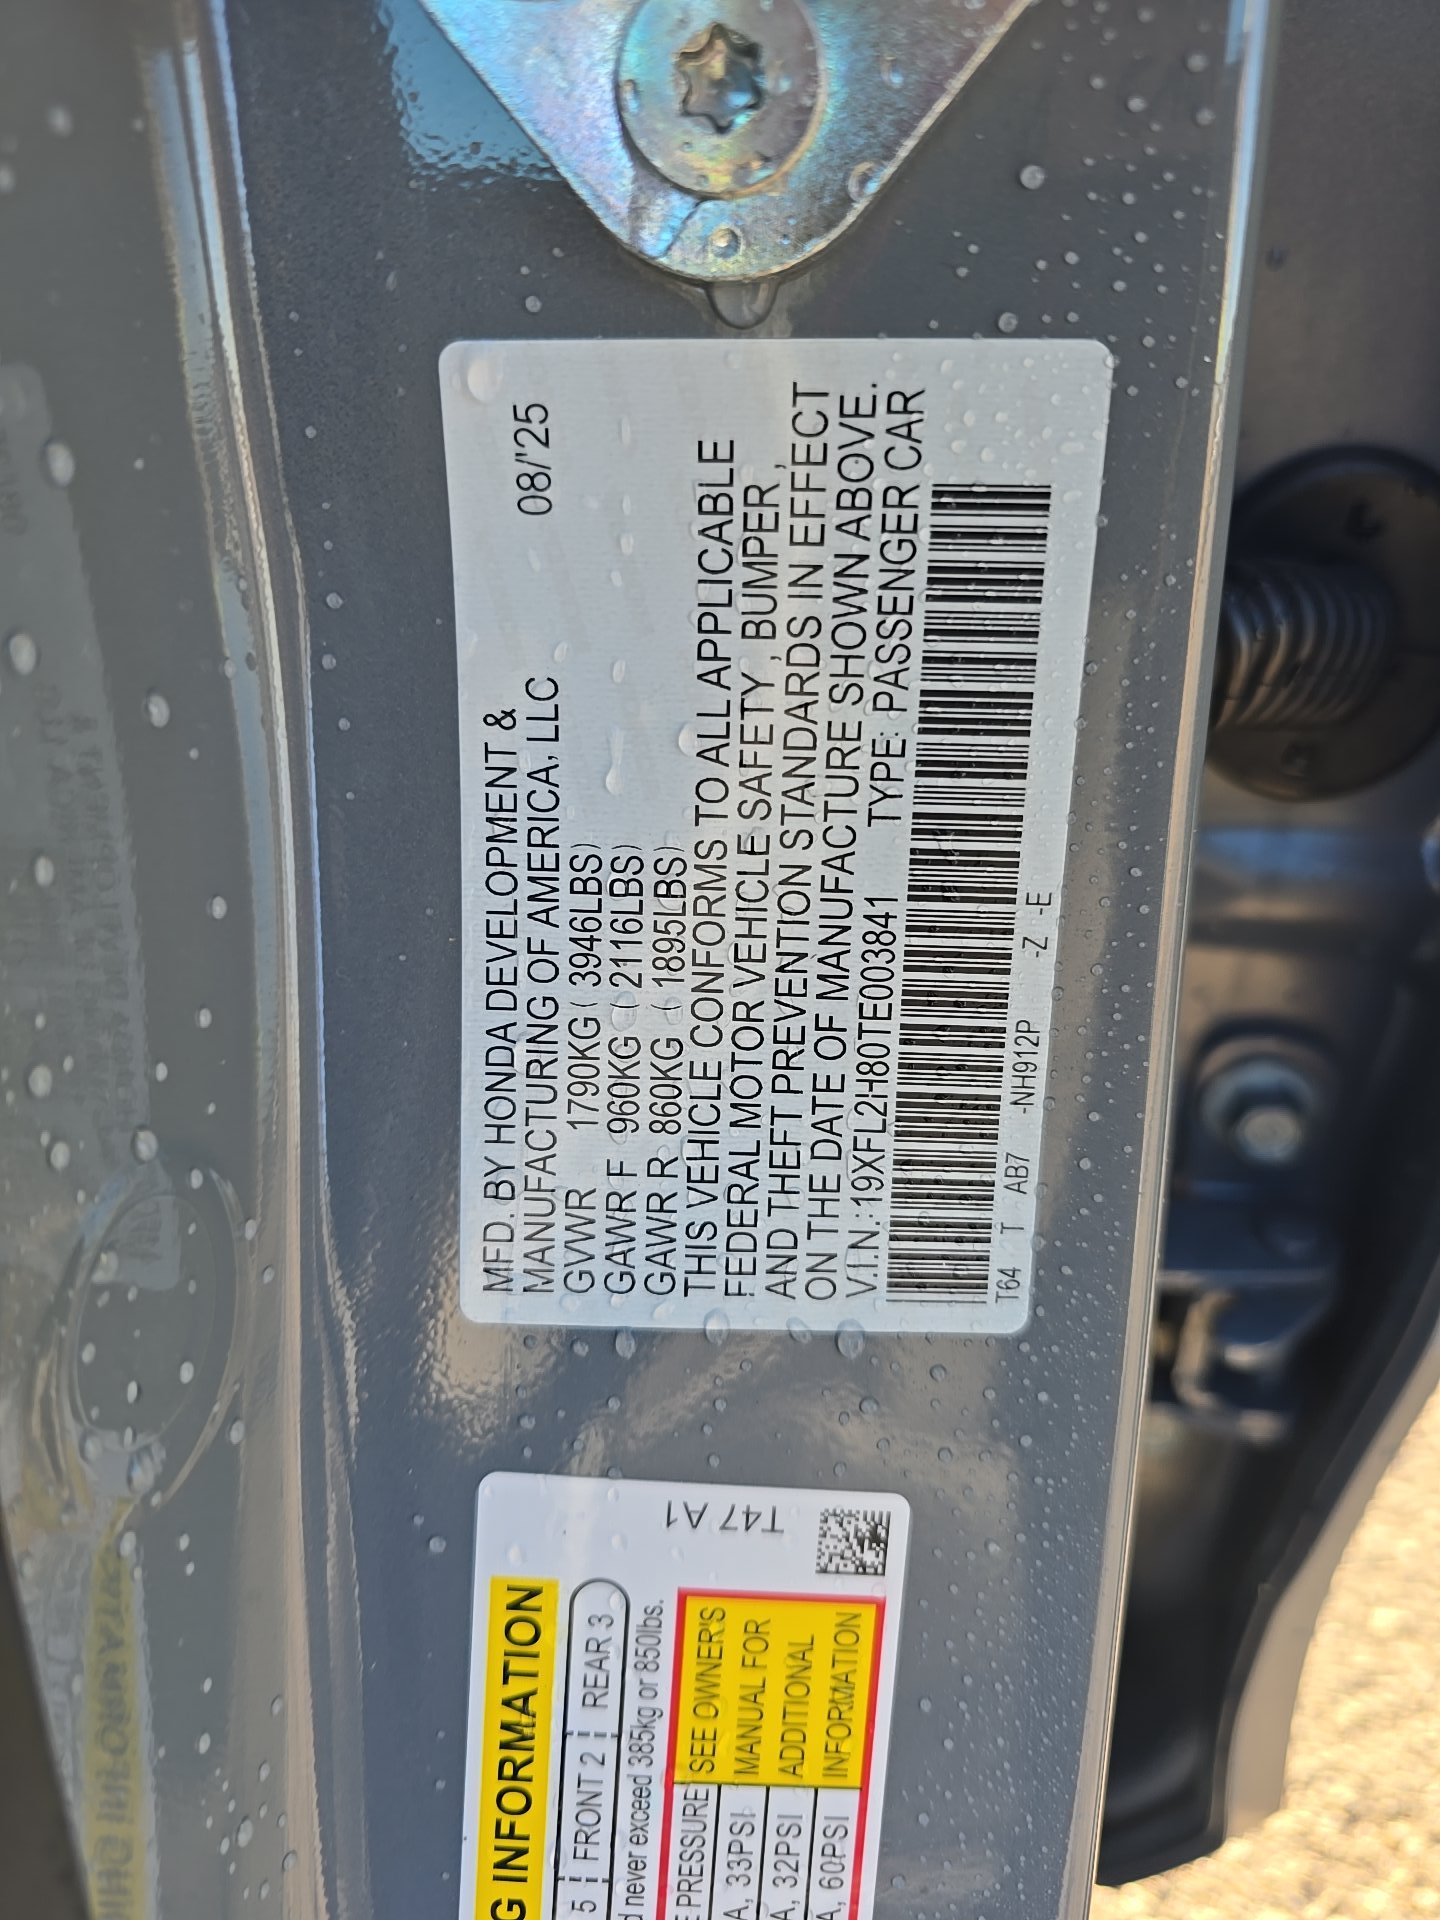 MFD. BY HONDA DEVELOPMENT &
MANUFACTURING OF AMERICA, LLC 08/'25
GVWR 1790KG ( 3946LBS)
GAWR F 960KG ( 2116LBS)
GAWR R 860KG ( 1895LBS)
THIS VEHICLE CONFORMS TO ALL APPLICABLE
FEDERAL MOTOR VEHICLE SAFETY , BUMPER,
AND THEFT PREVENTION STANDARDS IN EFFECT
ON THE DATE OF MANUFACTURE SHOWN ABOVE.
V.I.N.: 19XFL2H80TE003841 TYPE: PASSENGER CAR
T64 T AB7 -NH912P -Z -E
G INFORMATION
5 FRONT 2 REAR 3
d never exceed 385kg or 850lbs.
E PRESSURE
A, 33PSI
A, 32PSI
A, 60PSI
SEE OWNER'S
MANUAL FOR
ADDITIONAL
INFORMATION
T47 A1